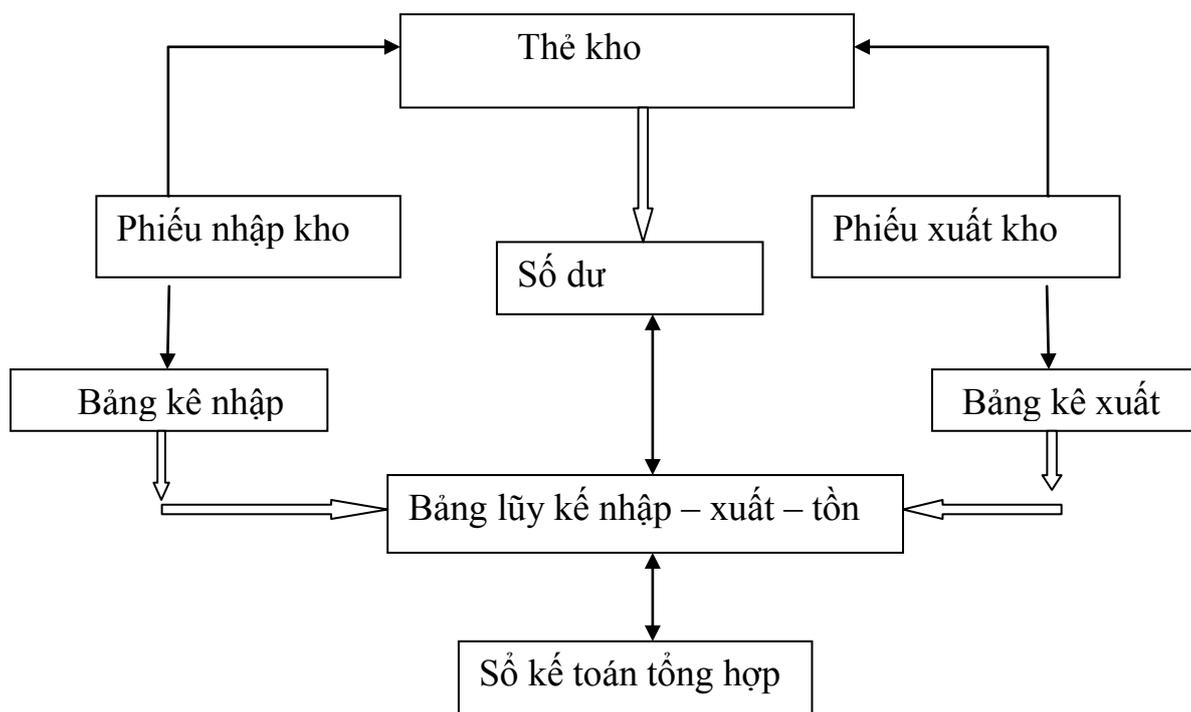 Thẻ kho
Phiếu nhập kho
Phiếu xuất kho
Số dư
Bảng kê nhập
Bảng kê xuất
Bảng lũy kế nhập – xuất – tồn
Sổ kế toán tổng hợp